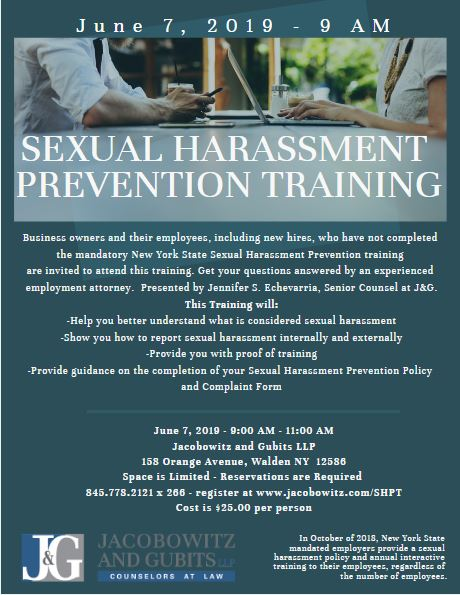 June 7, 2019 - 9 AM
SEXUAL HARASSMENT
PREVENTION TRAINING
Business owners and their employees, including new hires, who have not completed
the mandatory New York State Sexual Harassment Prevention training
are invited to attend this training. Get your questions answered by an experienced
employment attorney.  Presented by Jennifer S. Echevarria, Senior Counsel at J&G.
This Training will:
-Help you better understand what is considered sexual harassment
-Show you how to report sexual harassment internally and externally
-Provide you with proof of training
-Provide guidance on the completion of your Sexual Harassment Prevention Policy
and Complaint Form
June 7, 2019 - 9:00 AM - 11:00 AM
Jacobowitz and Gubits LLP
158 Orange Avenue, Walden NY  12586
Space is Limited - Reservations are Required
845.778.2121 x 266 - register at www.jacobowitz.com/SHPT
Cost is $25.00 per person
J&G
JACOBOWITZ
AND GUBITS LLP
COUNSELORS AT LAW
In October of 2018, New York State
mandated employers provide a sexual
harassment policy and annual interactive
training to their employees, regardless of
the number of employees.